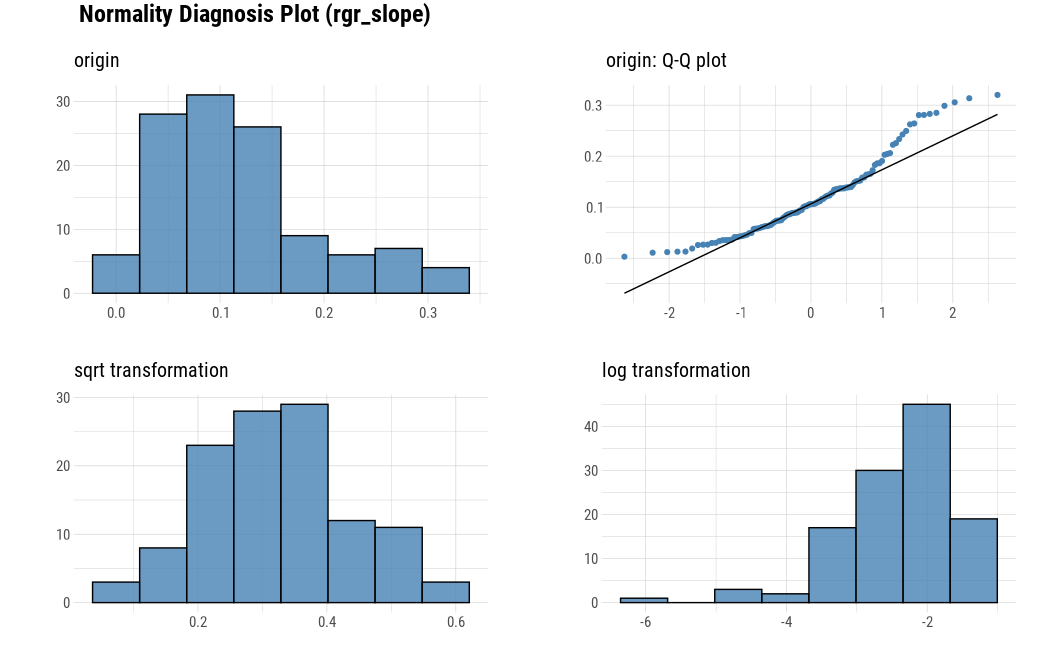 Normality Diagnosis Plot (rgr_slope)
origin
30
20
10
0
0.0 0.1 0.2 0.3
origin: Q-Q plot
0.3
0.2
0.1
0.0
-2 -1 0 1 2
sqrt transformation
30
20
10
0
0.2 0.4 0.6
log transformation
40
30
20
10
0
-6 -4 -2